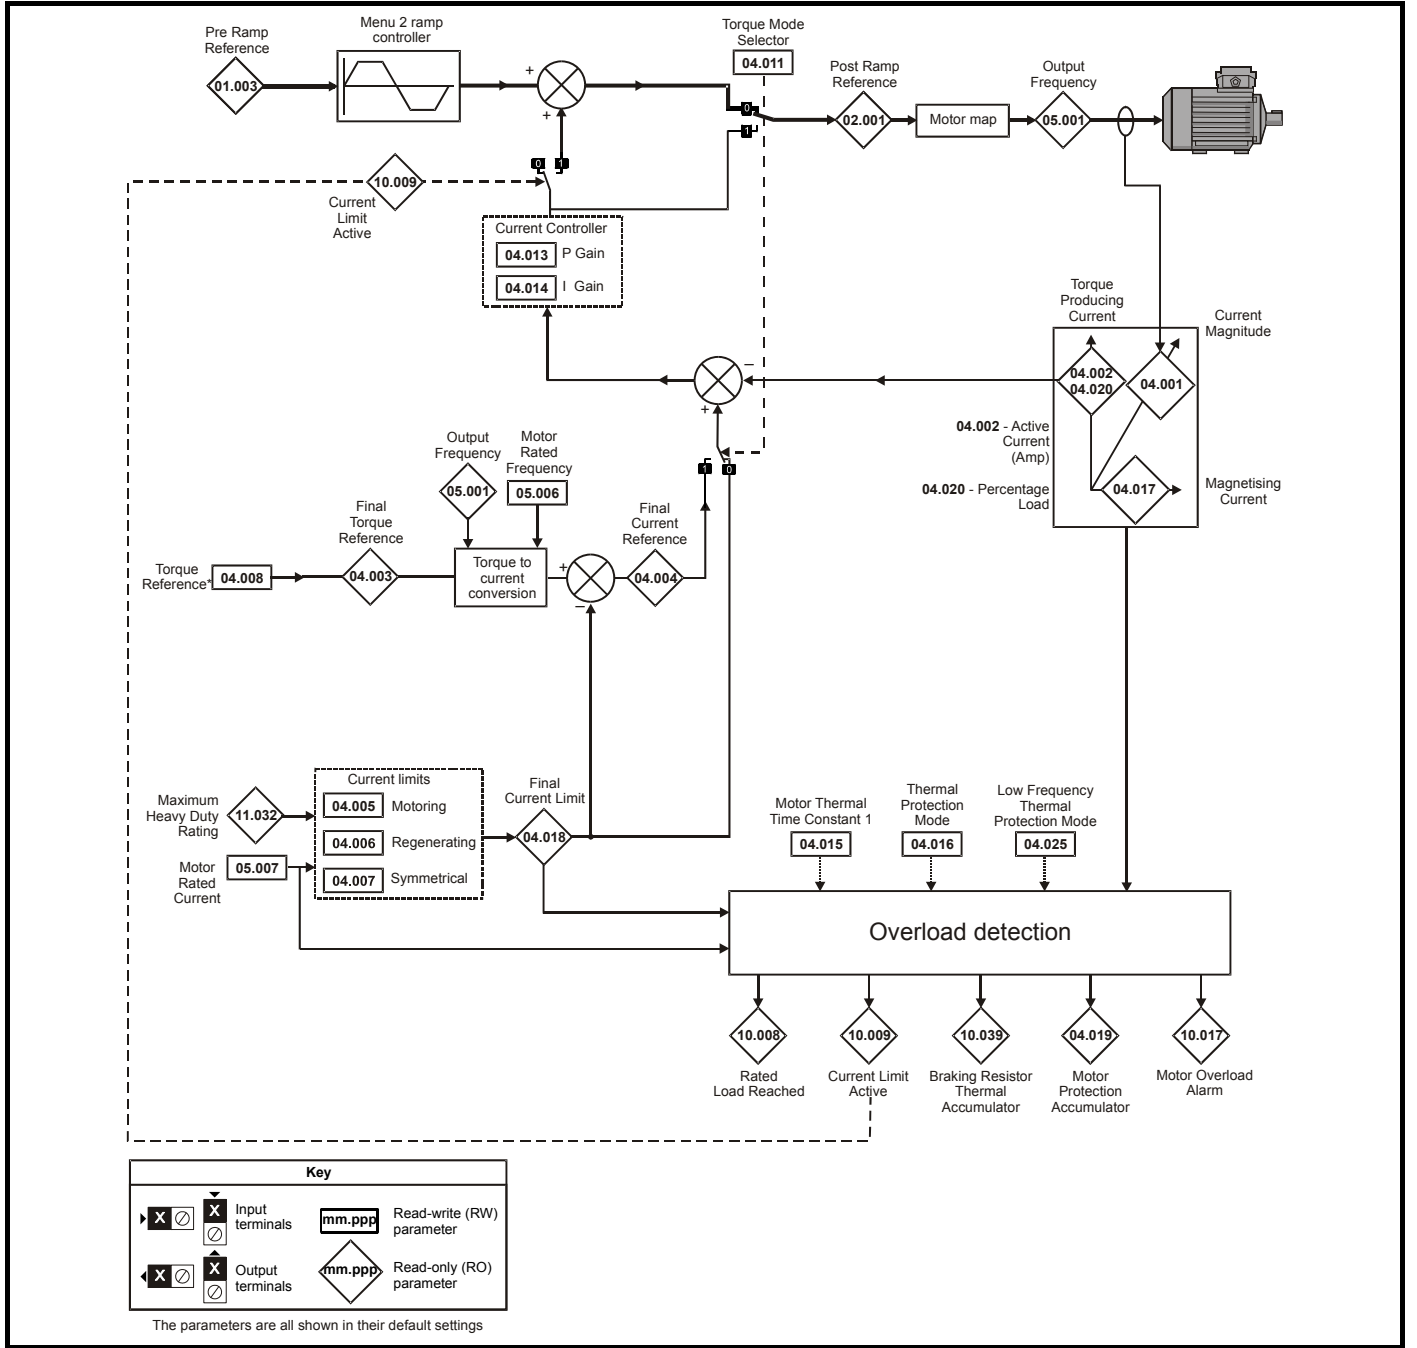 Pre Ramp
Reference
01.003
Menu 2 ramp
controller
+
+
Torque Mode
Selector
04.011
0
1
Post Ramp
Reference
02.001
Motor map
Output
Frequency
05.001
0
1
10.009
Current
Limit
Active
Current Controller
04.013 P Gain
04.014 I Gain
Torque
Producing
Current
Current
Magnitude
04.002
04.020
04.001
04.002 - Active
Current
(Amp)
04.020 - Percentage
Load
04.017
Magnetising
Current
–
+
1
0
Output
Frequency
05.001
Motor
Rated
Frequency
05.006
Final
Torque
Reference
Final
Current
Reference
Torque
Reference*
04.008
04.003
Torque to
current
conversion
+
–
04.004
Maximum
Heavy Duty
Rating
11.032
Motor
Rated
Current
05.007
Current limits
04.005 Motoring
04.006 Regenerating
04.007 Symmetrical
Final
Current Limit
04.018
Motor Thermal
Time Constant 1
04.015
Thermal
Protection
Mode
04.016
Low Frequency
Thermal
Protection Mode
04.025
Overload detection
10.008
Rated
Load Reached
10.009
Current Limit
Active
10.039
Braking Resistor
Thermal
Accumulator
04.019
Motor
Protection
Accumulator
10.017
Motor Overload
Alarm
Key
X
X
Input
terminals
mm.ppp
Read-write (RW)
parameter
X
X
Output
terminals
mm.ppp
Read-only (RO)
parameter
The parameters are all shown in their default settings